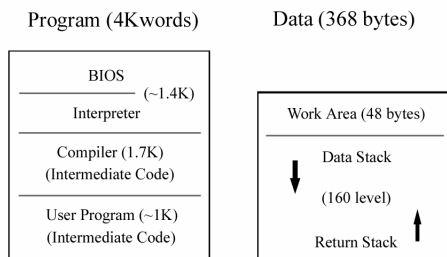 Program (4Kwords)
BIOS
(~1.4K)
Interpreter
Compiler (1.7K)
(Intermediate Code)
User Program (~1K)
(Intermediate Code)
Data (368 bytes)
Work Area (48 bytes)
Data Stack
(160 level)
Return Stack